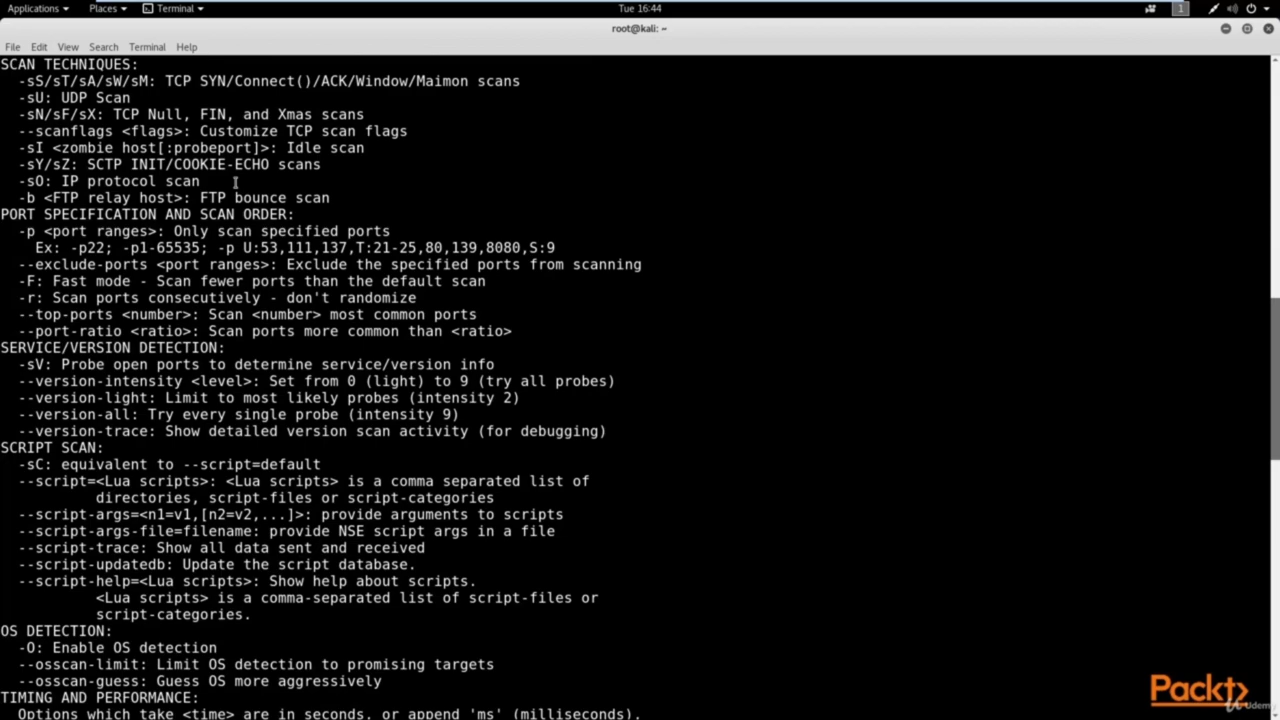 Applications
Places
Terminal
Tue 16:44
1
root@kali: ~
File Edit View Search Terminal Help
SCAN TECHNIQUES:
-sS/sT/sA/sW/sM: TCP SYN/Connect()/ACK/Window/Maimon scans
-sU: UDP Scan
-sN/sF/sX: TCP Null, FIN, and Xmas scans
--scanflags <flags>: Customize TCP scan flags
-sI <zombie host[:probeport]>: Idle scan
-sY/sZ: SCTP INIT/COOKIE-ECHO scans
-sO: IP protocol scan
-b <FTP relay host>: FTP bounce scan
PORT SPECIFICATION AND SCAN ORDER:
-p <port ranges>: Only scan specified ports
Ex: -p22; -p1-65535; -p U:53,111,137,T:21-25,80,139,8080,S:9
--exclude-ports <port ranges>: Exclude the specified ports from scanning
-F: Fast mode - Scan fewer ports than the default scan
-r: Scan ports consecutively - don't randomize
--top-ports <number>: Scan <number> most common ports
--port-ratio <ratio>: Scan ports more common than <ratio>
SERVICE/VERSION DETECTION:
-sV: Probe open ports to determine service/version info
--version-intensity <level>: Set from 0 (light) to 9 (try all probes)
--version-light: Limit to most likely probes (intensity 2)
--version-all: Try every single probe (intensity 9)
--version-trace: Show detailed version scan activity (for debugging)
SCRIPT SCAN:
-sC: equivalent to --script=default
--script=<Lua scripts>: <Lua scripts> is a comma separated list of
directories, script-files or script-categories
--script-args=<n1=v1,[n2=v2,...]>: provide arguments to scripts
--script-args-file=filename: provide NSE script args in a file
--script-trace: Show all data sent and received
--script-updatedb: Update the script database.
--script-help=<Lua scripts>: Show help about scripts.
<Lua scripts> is a comma-separated list of script-files or
script-categories.
OS DETECTION:
-O: Enable OS detection
--osscan-limit: Limit OS detection to promising targets
--osscan-guess: Guess OS more aggressively
TIMING AND PERFORMANCE:
Options which take <time> are in seconds, or append 'ms' (milliseconds),
Packt>
Udemy